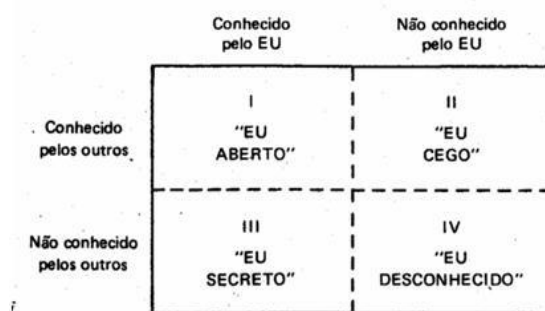 Conhecido
pelo EU
Não conhecido
pelo EU
Conhecido
pelos outros
I
"EU
ABERTO"
II
"EU
CEGO"
Não conhecido
pelos outros
III
"EU
SECRETO"
IV
"EU
DESCONHECIDO"